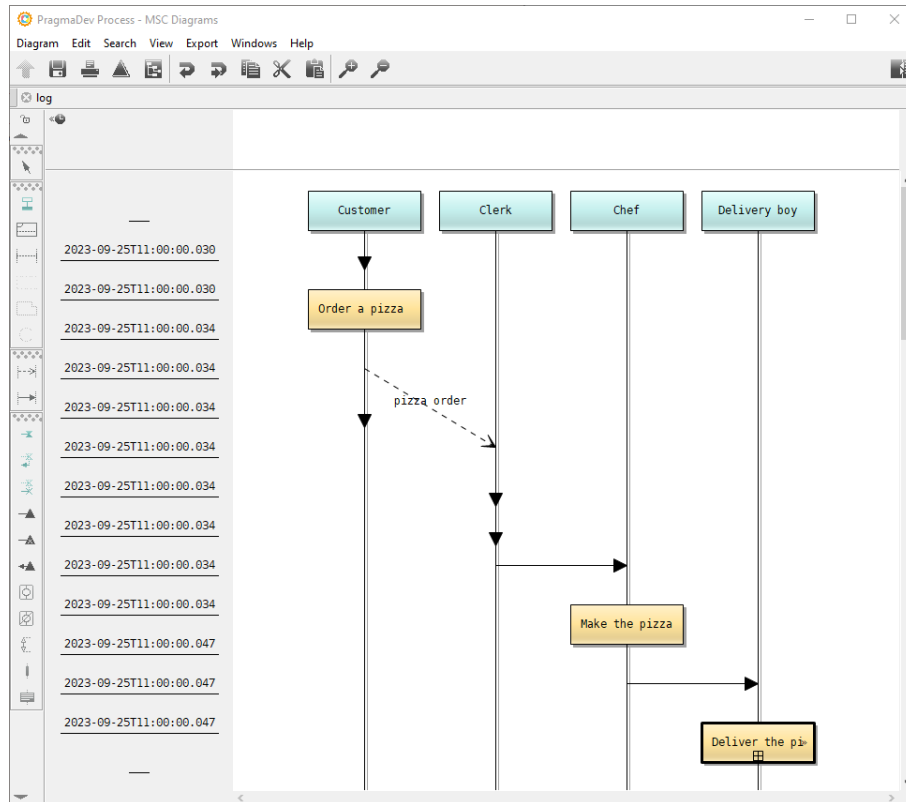 PragmaDev Process - MSC Diagrams
Diagram Edit Search View Export Windows Help
log
Customer Clerk Chef Delivery boy
2023-09-25T11:00:00.030
2023-09-25T11:00:00.030
Order a pizza
2023-09-25T11:00:00.034
2023-09-25T11:00:00.034
pizza order
2023-09-25T11:00:00.034
2023-09-25T11:00:00.034
2023-09-25T11:00:00.034
2023-09-25T11:00:00.034
2023-09-25T11:00:00.034
2023-09-25T11:00:00.034
Make the pizza
2023-09-25T11:00:00.047
2023-09-25T11:00:00.047
2023-09-25T11:00:00.047
Deliver the pi»